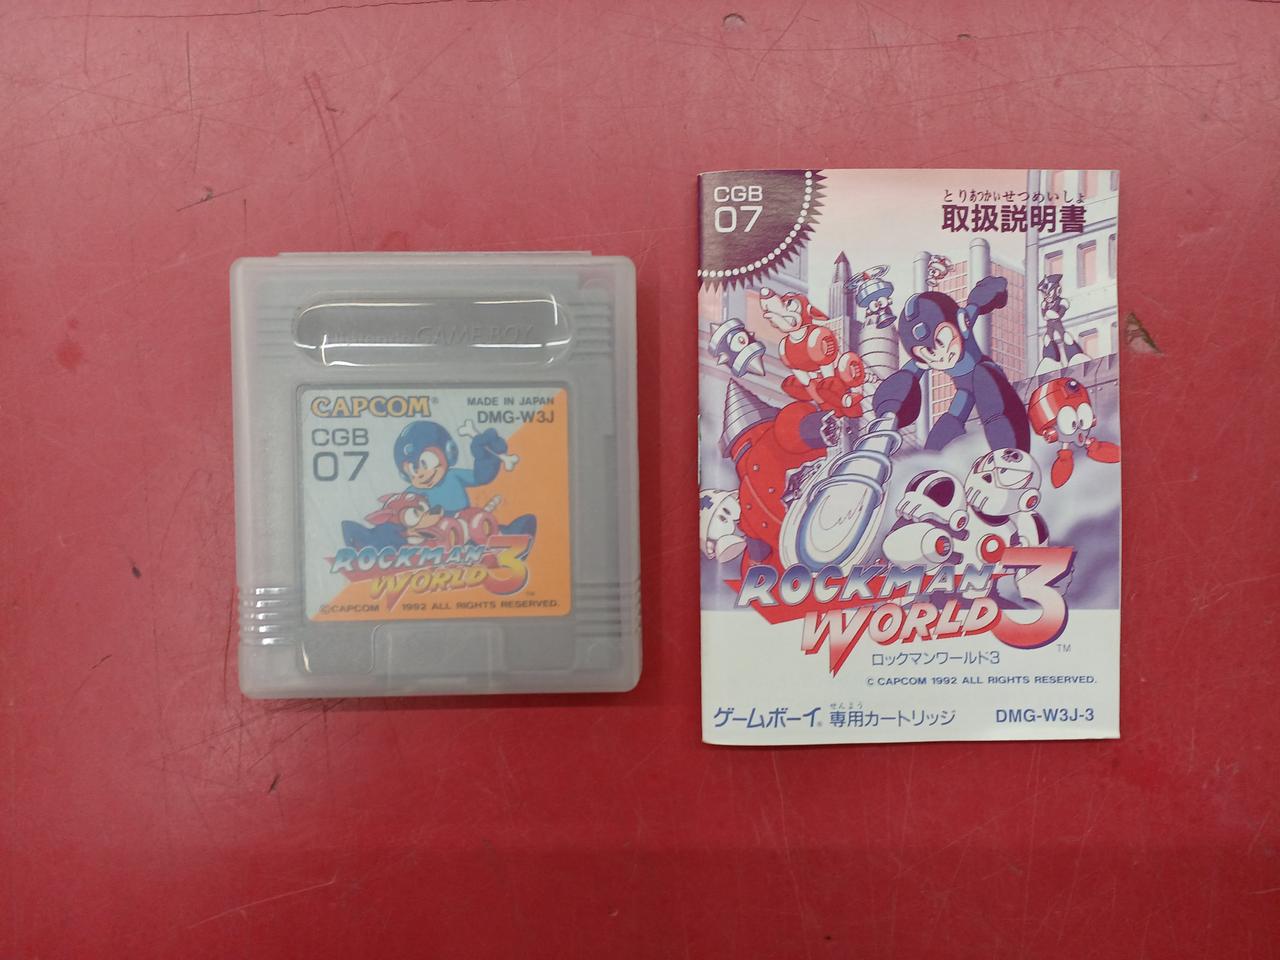 Nintendo GAME BOY
CAPCOM®
MADE IN JAPAN
DMG-W3J
CGB
07
ROCKMAN
WORLD 3
TM
©CAPCOM 1992 ALL RIGHTS RESERVED.
CGB
07
とりあつかいせつめいしょ
取扱説明書
ROCKMAN
WORLD 3
TM
ロックマンワールド3
© CAPCOM 1992 ALL RIGHTS RESERVED.
せんよう
ゲームボーイ® 専用カートリッジ DMG-W3J-3